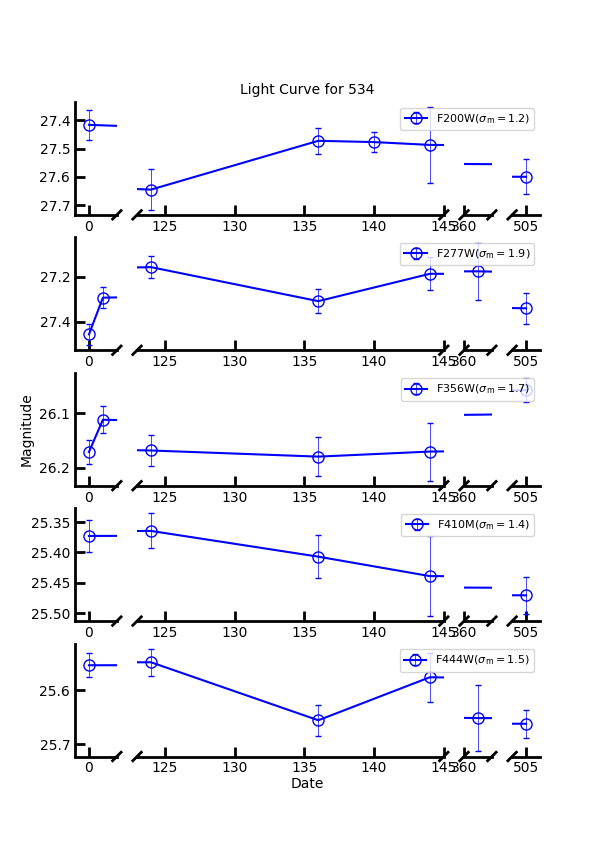 Light Curve for 534
27.4
27.5
27.6
27.7
F200W(σm = 1.2)
0 125 130 135 140 145 360 505
27.2
27.4
F277W(σm = 1.9)
0 125 130 135 140 145 360 505
Magnitude
26.1
26.2
F356W(σm = 1.7)
0 125 130 135 140 145 360 505
25.35
25.40
25.45
25.50
F410M(σm = 1.4)
0 125 130 135 140 145 360 505
25.6
25.7
F444W(σm = 1.5)
0 125 130 135 140 145 360 505
Date